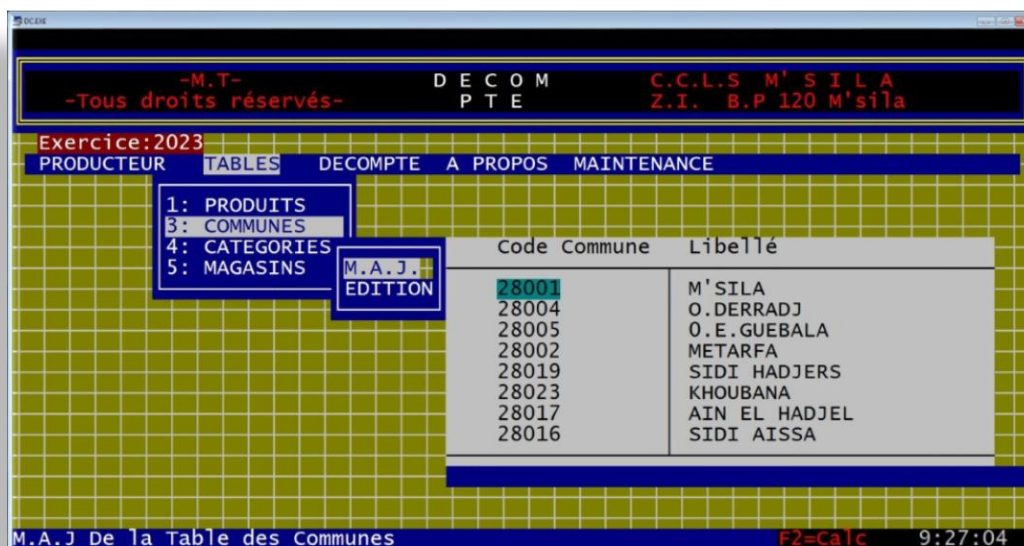 DC.EXE
-M.T- D E C O M C.C.L.S M'S I L A
-Tous droits réservés- P T E Z.I. B.P 120 M'sila
Exercice:2023
PRODUCTEUR TABLES DECOMPTE A PROPOS MAINTENANCE
1: PRODUITS
3: COMMUNES
4: CATEGORIES
5: MAGASINS
M.A.J.
EDITION
Code Commune Libellé
28001 M'SILA
28004 O.DERRADJ
28005 O.E.GUEBALA
28002 METARFA
28019 SIDI HADJERS
28023 KHOUBANA
28017 AIN EL HADJEL
28016 SIDI AISSA
M.A.J De la Table des Communes F2=Calc 9:27:04